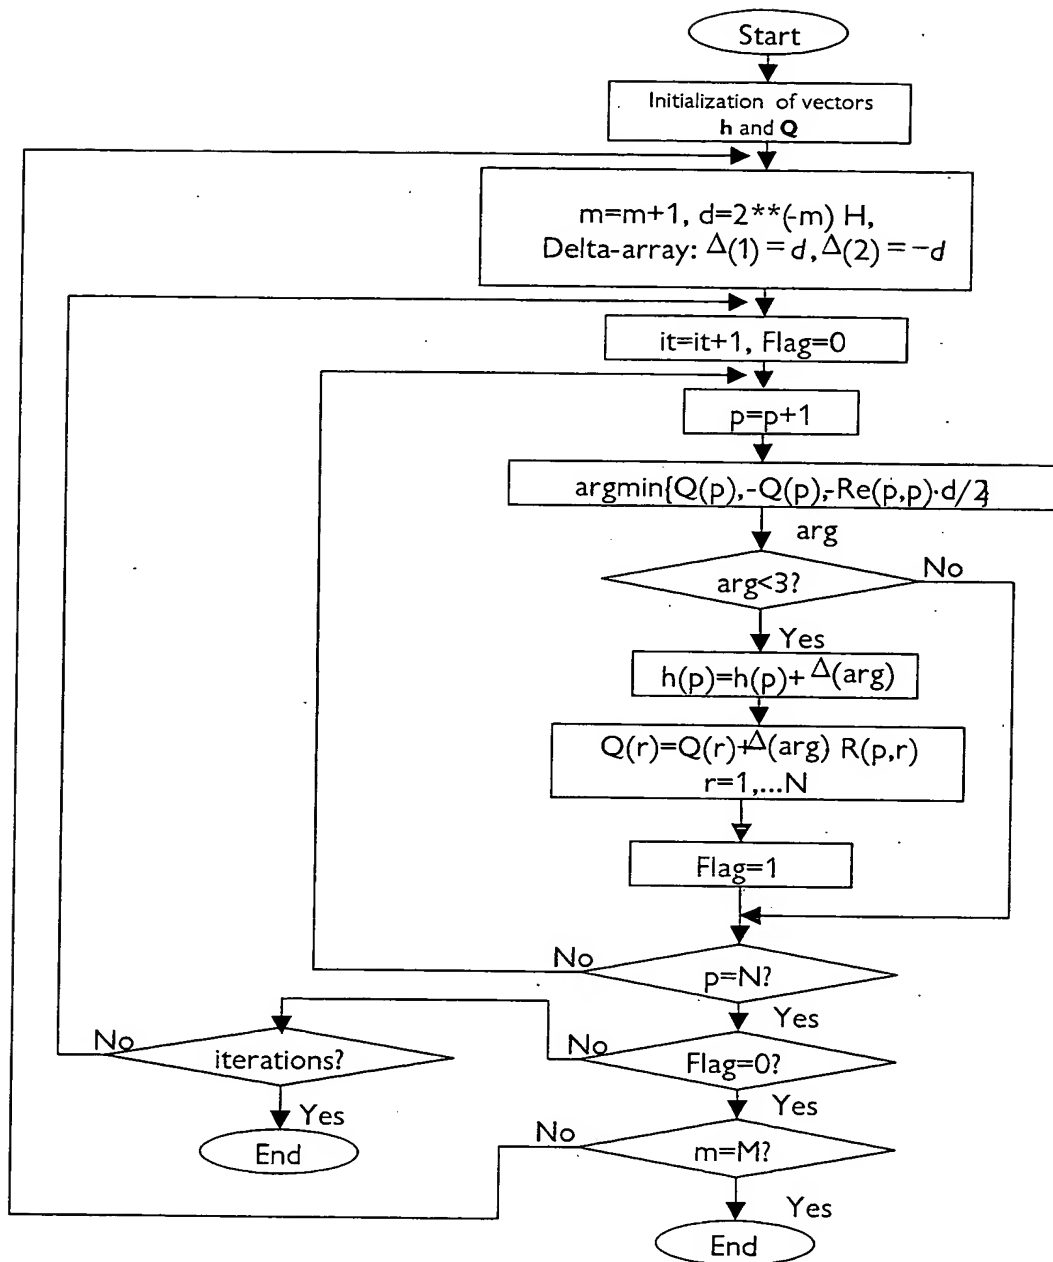 Start
Initialization of vectors
h and Q
m=m+1, d=2**(-m) H,
Delta-array: Δ(1) = d, Δ(2) = -d
it=it+1, Flag=0
p=p+1
argmin{Q(p),-Q(p),-Re(p,p)·d/2}
arg
arg<3?
No
Yes
h(p)=h(p)+ Δ(arg)
Q(r)=Q(r)+Δ(arg) R(p,r)
r=1,...N
Flag=1
No
p=N?
Yes
No
iterations?
No
Flag=0?
Yes
Yes
End
No
m=M?
Yes
End